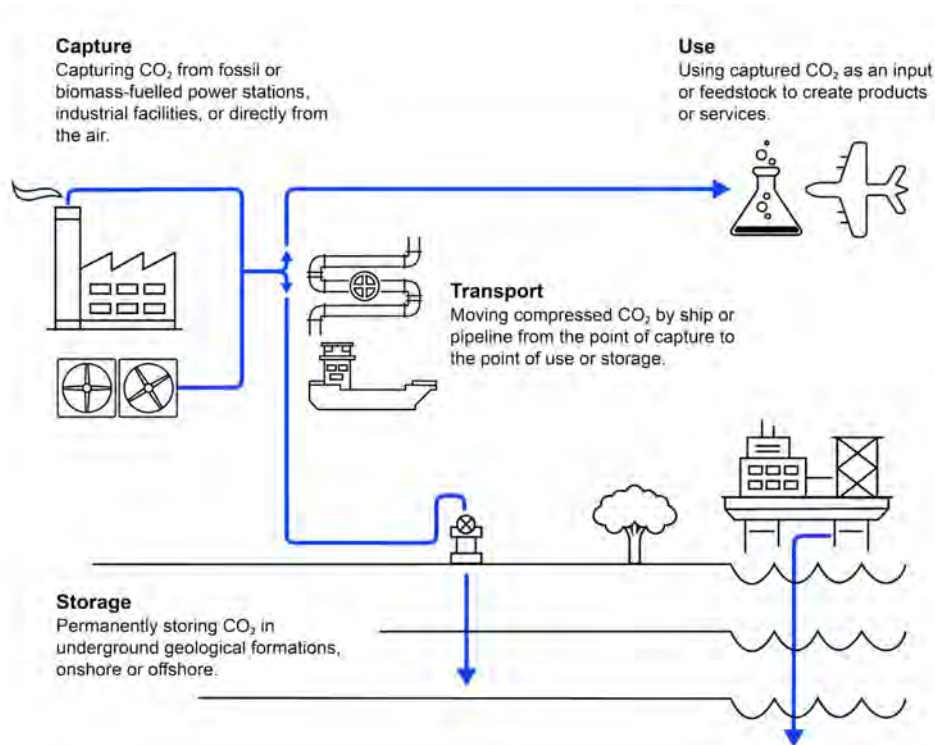 Capture
Capturing CO₂ from fossil or
biomass-fuelled power stations,
industrial facilities, or directly from
the air.
Use
Using captured CO₂ as an input
or feedstock to create products
or services.
Transport
Moving compressed CO₂ by ship or
pipeline from the point of capture to
the point of use or storage.
Storage
Permanently storing CO₂ in
underground geological formations,
onshore or offshore.